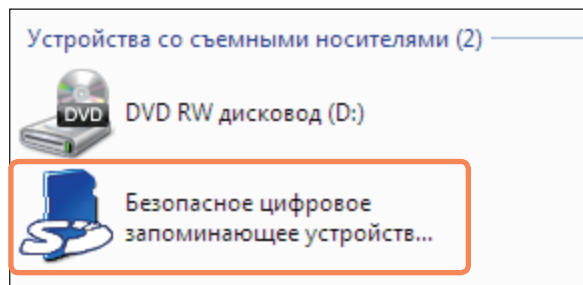 Устройства со съемными носителями (2)
DVD
DVD RW дисковод (D:)
SD
Безопасное цифровое
запоминающее устройств...